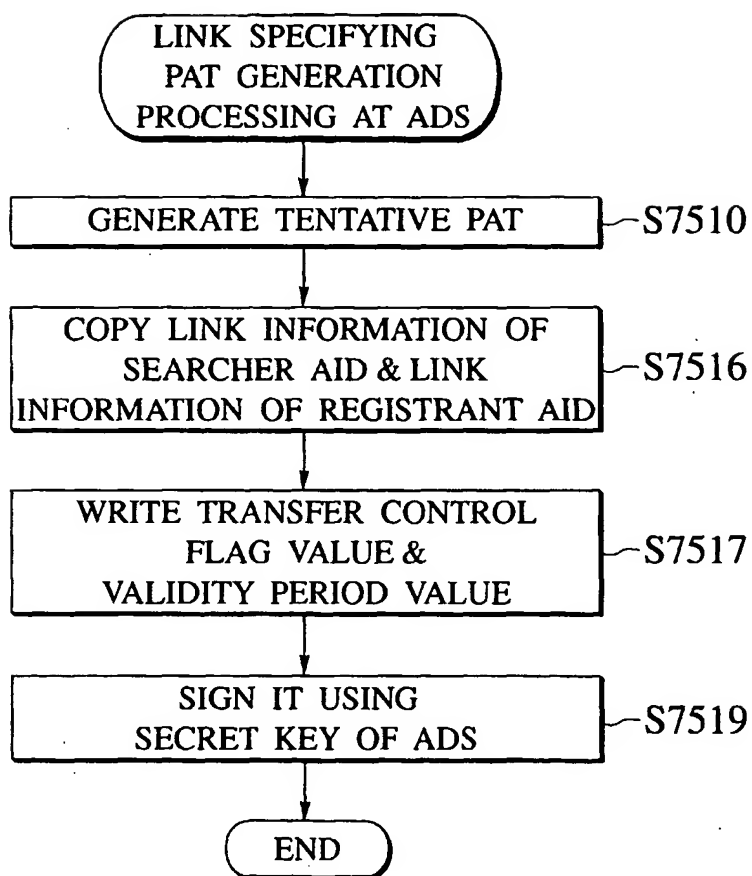 LINK SPECIFYING
PAT GENERATION
PROCESSING AT ADS
GENERATE TENTATIVE PAT
S7510
COPY LINK INFORMATION OF
SEARCHER AID & LINK
INFORMATION OF REGISTRANT AID
S7516
WRITE TRANSFER CONTROL
FLAG VALUE &
VALIDITY PERIOD VALUE
S7517
SIGN IT USING
SECRET KEY OF ADS
S7519
END